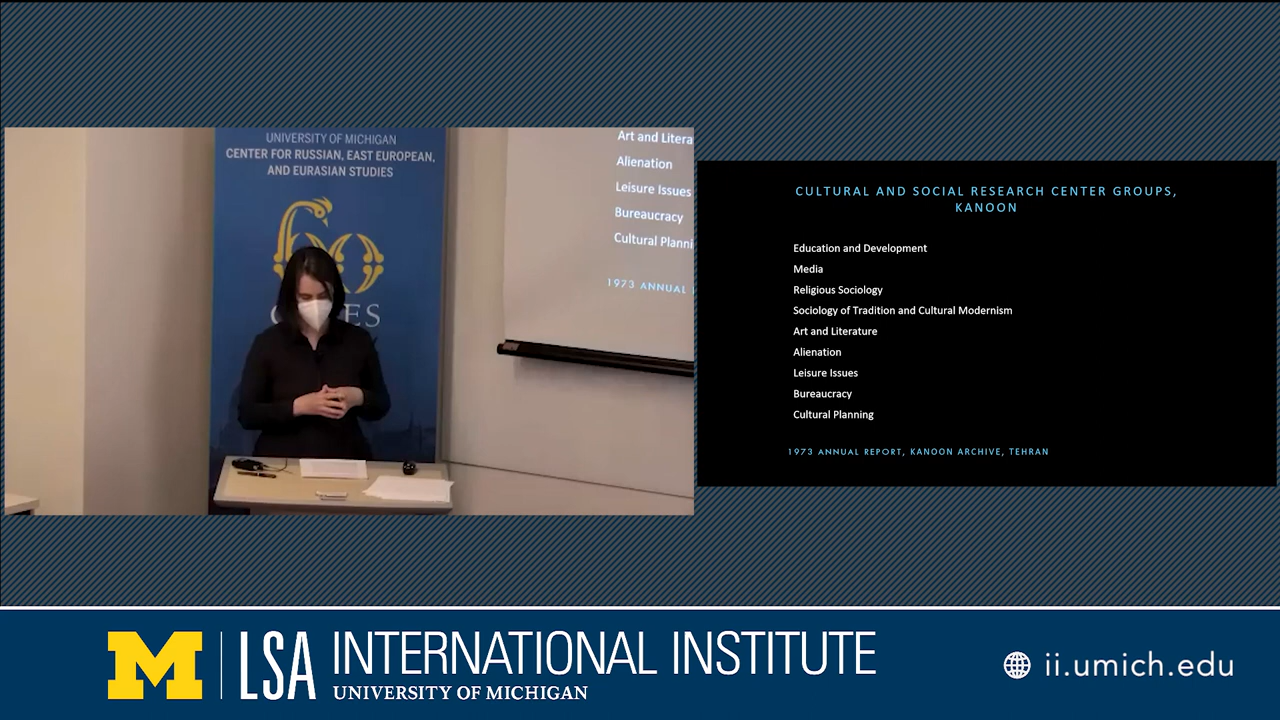 UNIVERSITY OF MICHIGAN
CENTER FOR RUSSIAN, EAST EUROPEAN,
AND EURASIAN STUDIES
60
Art and Litera
Alienation
Leisure Issues
Bureaucracy
Cultural Planni
1973 ANNUAL
CULTURAL AND SOCIAL RESEARCH CENTER GROUPS,
KANOON
Education and Development
Media
Religious Sociology
Sociology of Tradition and Cultural Modernism
Art and Literature
Alienation
Leisure Issues
Bureaucracy
Cultural Planning
1973 ANNUAL REPORT, KANOON ARCHIVE, TEHRAN
M LSA INTERNATIONAL INSTITUTE
UNIVERSITY OF MICHIGAN
ii.umich.edu